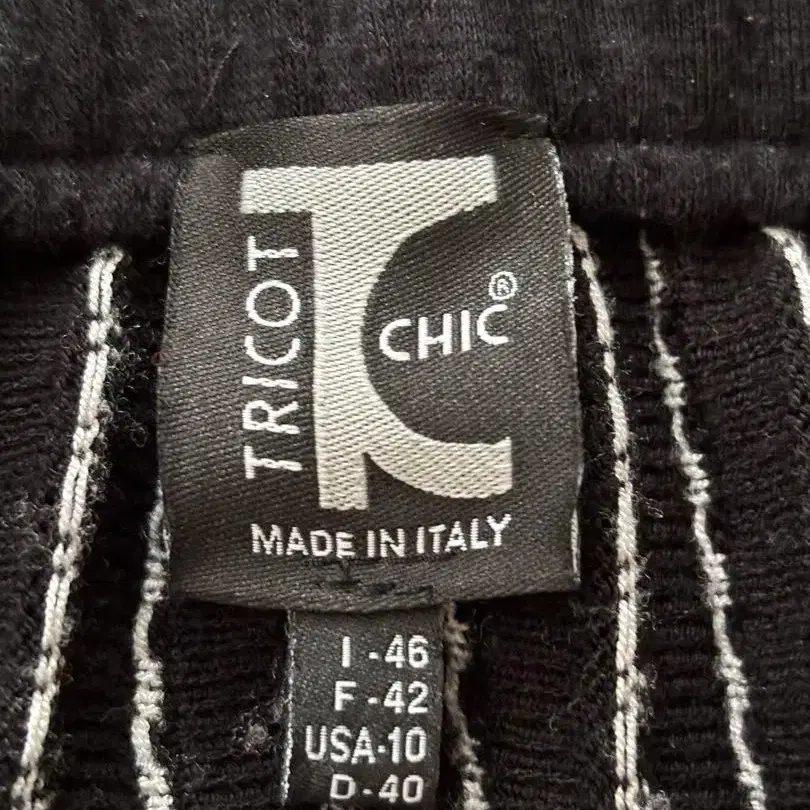 TRICOT
CHIC®
MADE IN ITALY
I - 46
F - 42
USA-10
D-40